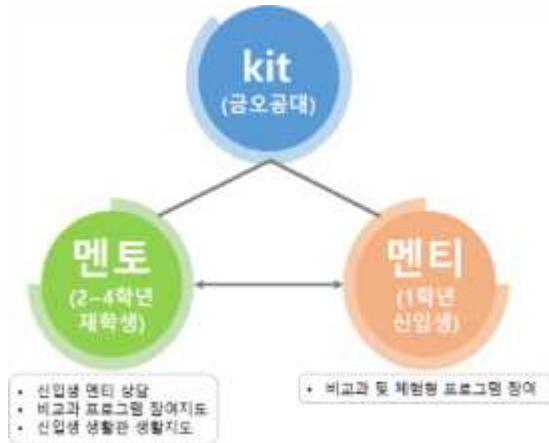 kit
(금오공대)
멘토
(2~4학년
재학생)
멘티
(1학년
신입생)
• 신입생 멘티 상담
• 비교과 프로그램 참여지도
• 신입생 생활관 생활지도
• 비교과 및 체험형 프로그램 참여